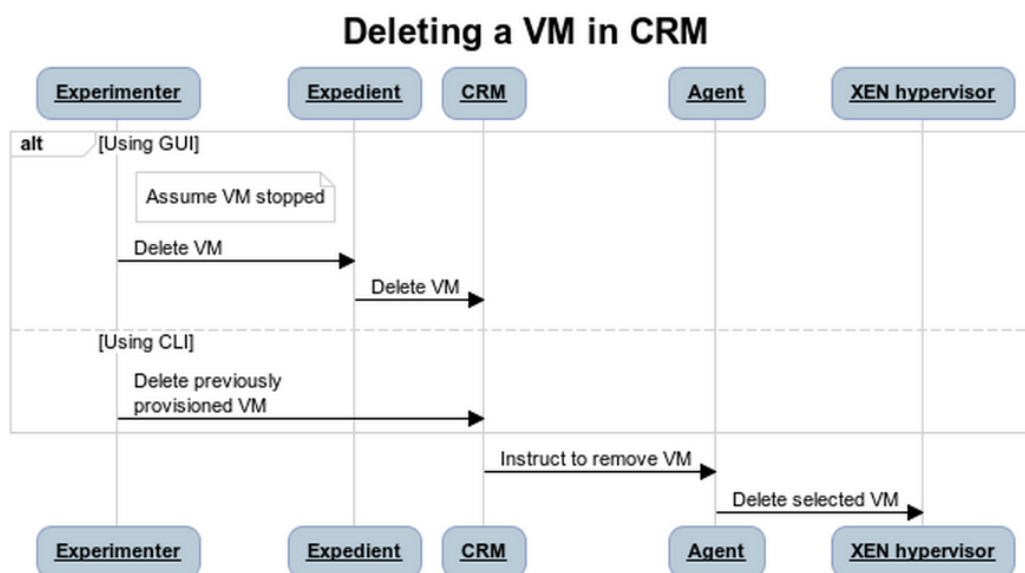 Deleting a VM in CRM
Experimenter Expedient CRM Agent XEN hypervisor
alt [Using GUI]
Assume VM stopped
Delete VM
Delete VM
[Using CLI]
Delete previously
provisioned VM
Instruct to remove VM
Delete selected VM
Experimenter Expedient CRM Agent XEN hypervisor